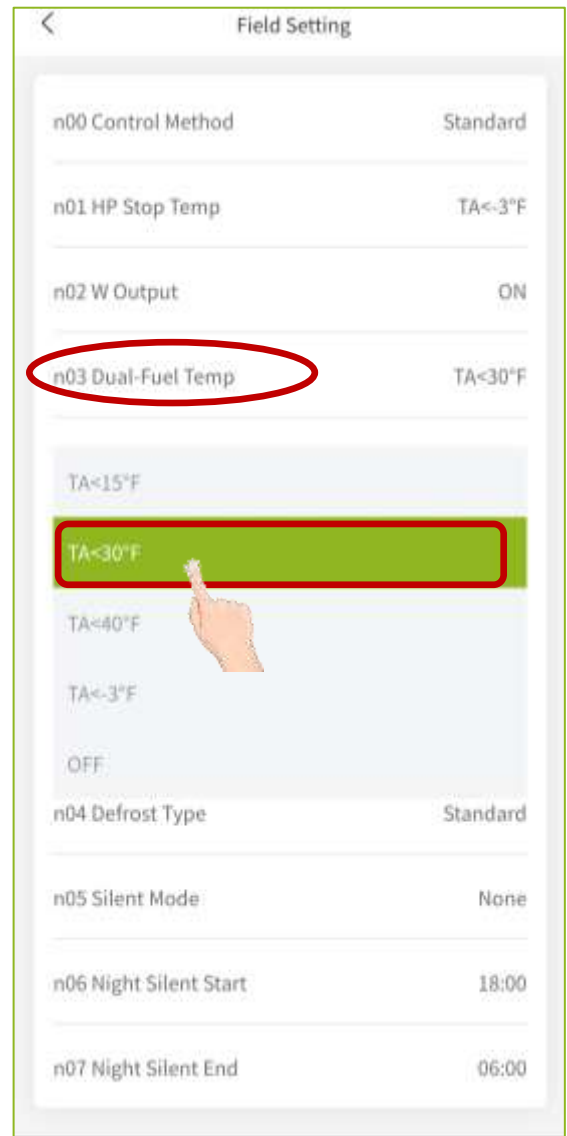 Field Setting
n00 Control Method Standard
n01 HP Stop Temp TA<-3°F
n02 W Output ON
n03 Dual-Fuel Temp TA<30°F
TA<15°F
TA<30°F
TA<40°F
TA<-3°F
OFF
n04 Defrost Type Standard
n05 Silent Mode None
n06 Night Silent Start 18:00
n07 Night Silent End 06:00